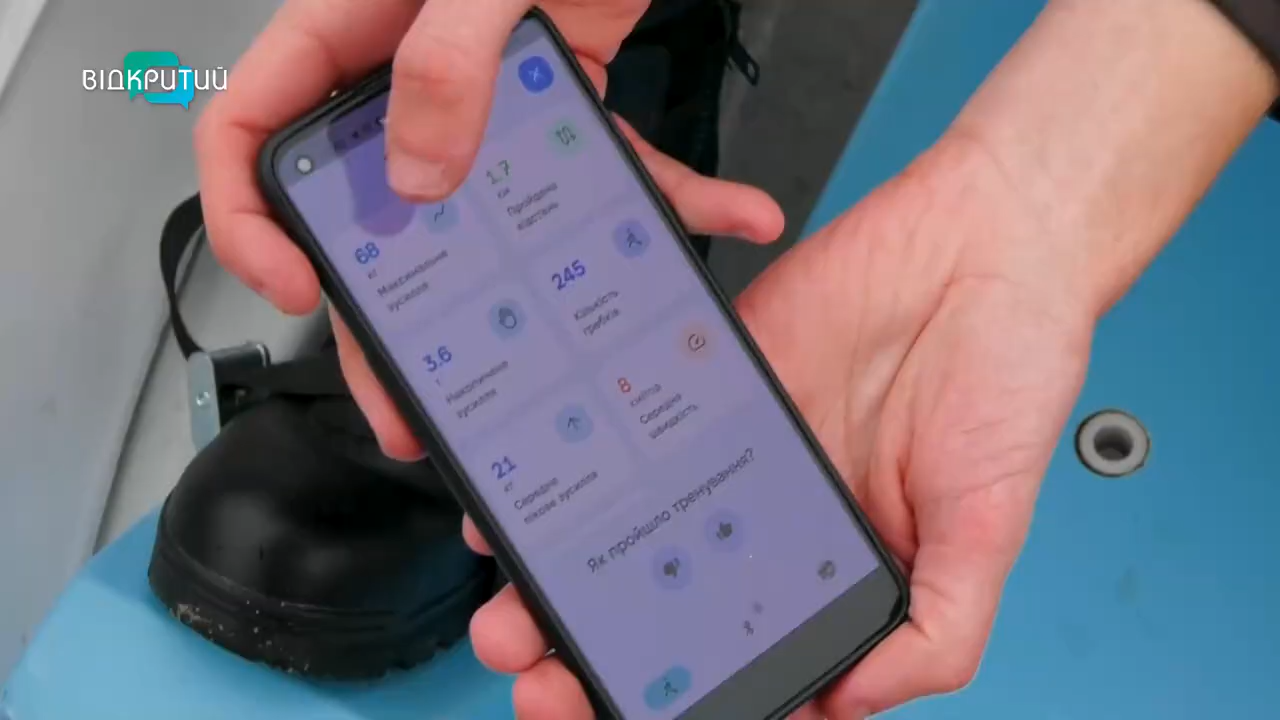 ВІДКРИТИЙ
1.7
км
Пройдена
відстань
68
кг
Максимальне
зусилля
245
Кількість
гребків
3.6
т
Накопичене
зусилля
8
км/год
Середня
швидкість
21
кг
Середнє
пікове зусилля
Як пройшло тренування?